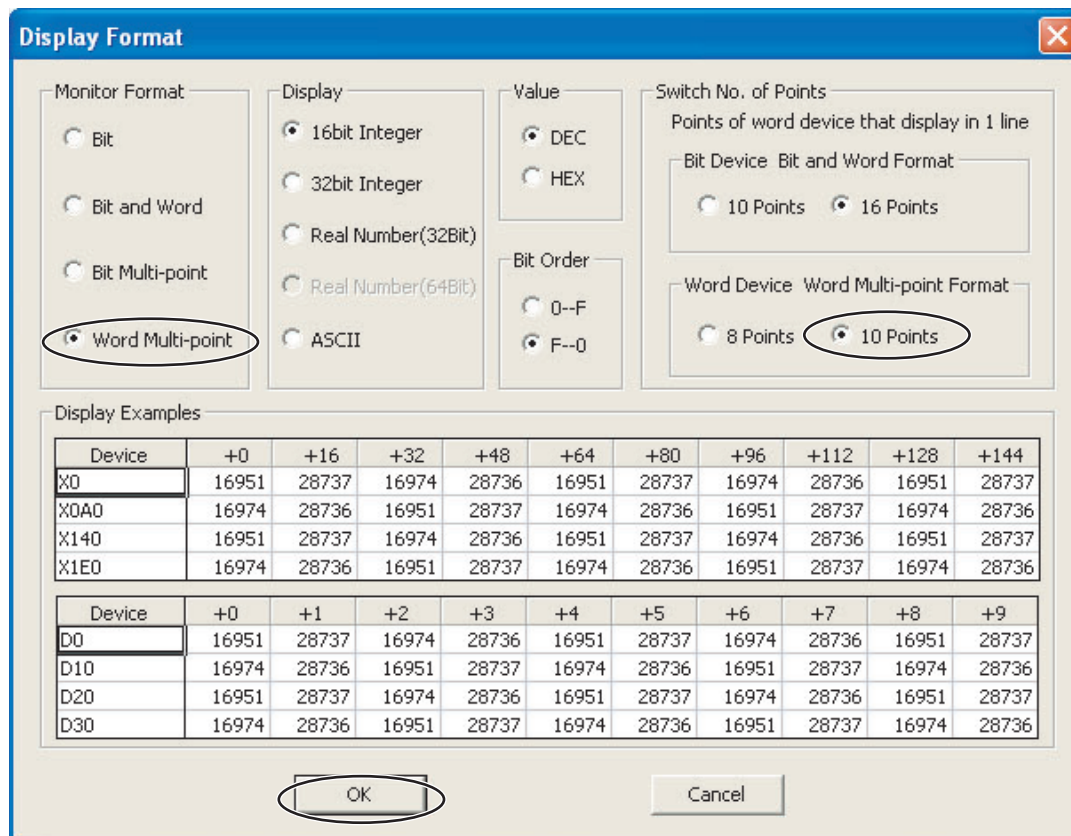 Display Format
Monitor Format
Bit
Bit and Word
Bit Multi-point
Word Multi-point
Display
16bit Integer
32bit Integer
Real Number(32Bit)
Real Number(64Bit)
ASCII
Value
DEC
HEX
Bit Order
0--F
F--0
Switch No. of Points
Points of word device that display in 1 line
Bit Device Bit and Word Format
10 Points 16 Points
Word Device Word Multi-point Format
8 Points 10 Points
Display Examples
Device +0 +16 +32 +48 +64 +80 +96 +112 +128 +144
X0 16951 28737 16974 28736 16951 28737 16974 28736 16951 28737
X0A0 16974 28736 16951 28737 16974 28736 16951 28737 16974 28736
X140 16951 28737 16974 28736 16951 28737 16974 28736 16951 28737
X1E0 16974 28736 16951 28737 16974 28736 16951 28737 16974 28736
Device +0 +1 +2 +3 +4 +5 +6 +7 +8 +9
D0 16951 28737 16974 28736 16951 28737 16974 28736 16951 28737
D10 16974 28736 16951 28737 16974 28736 16951 28737 16974 28736
D20 16951 28737 16974 28736 16951 28737 16974 28736 16951 28737
D30 16974 28736 16951 28737 16974 28736 16951 28737 16974 28736
OK Cancel